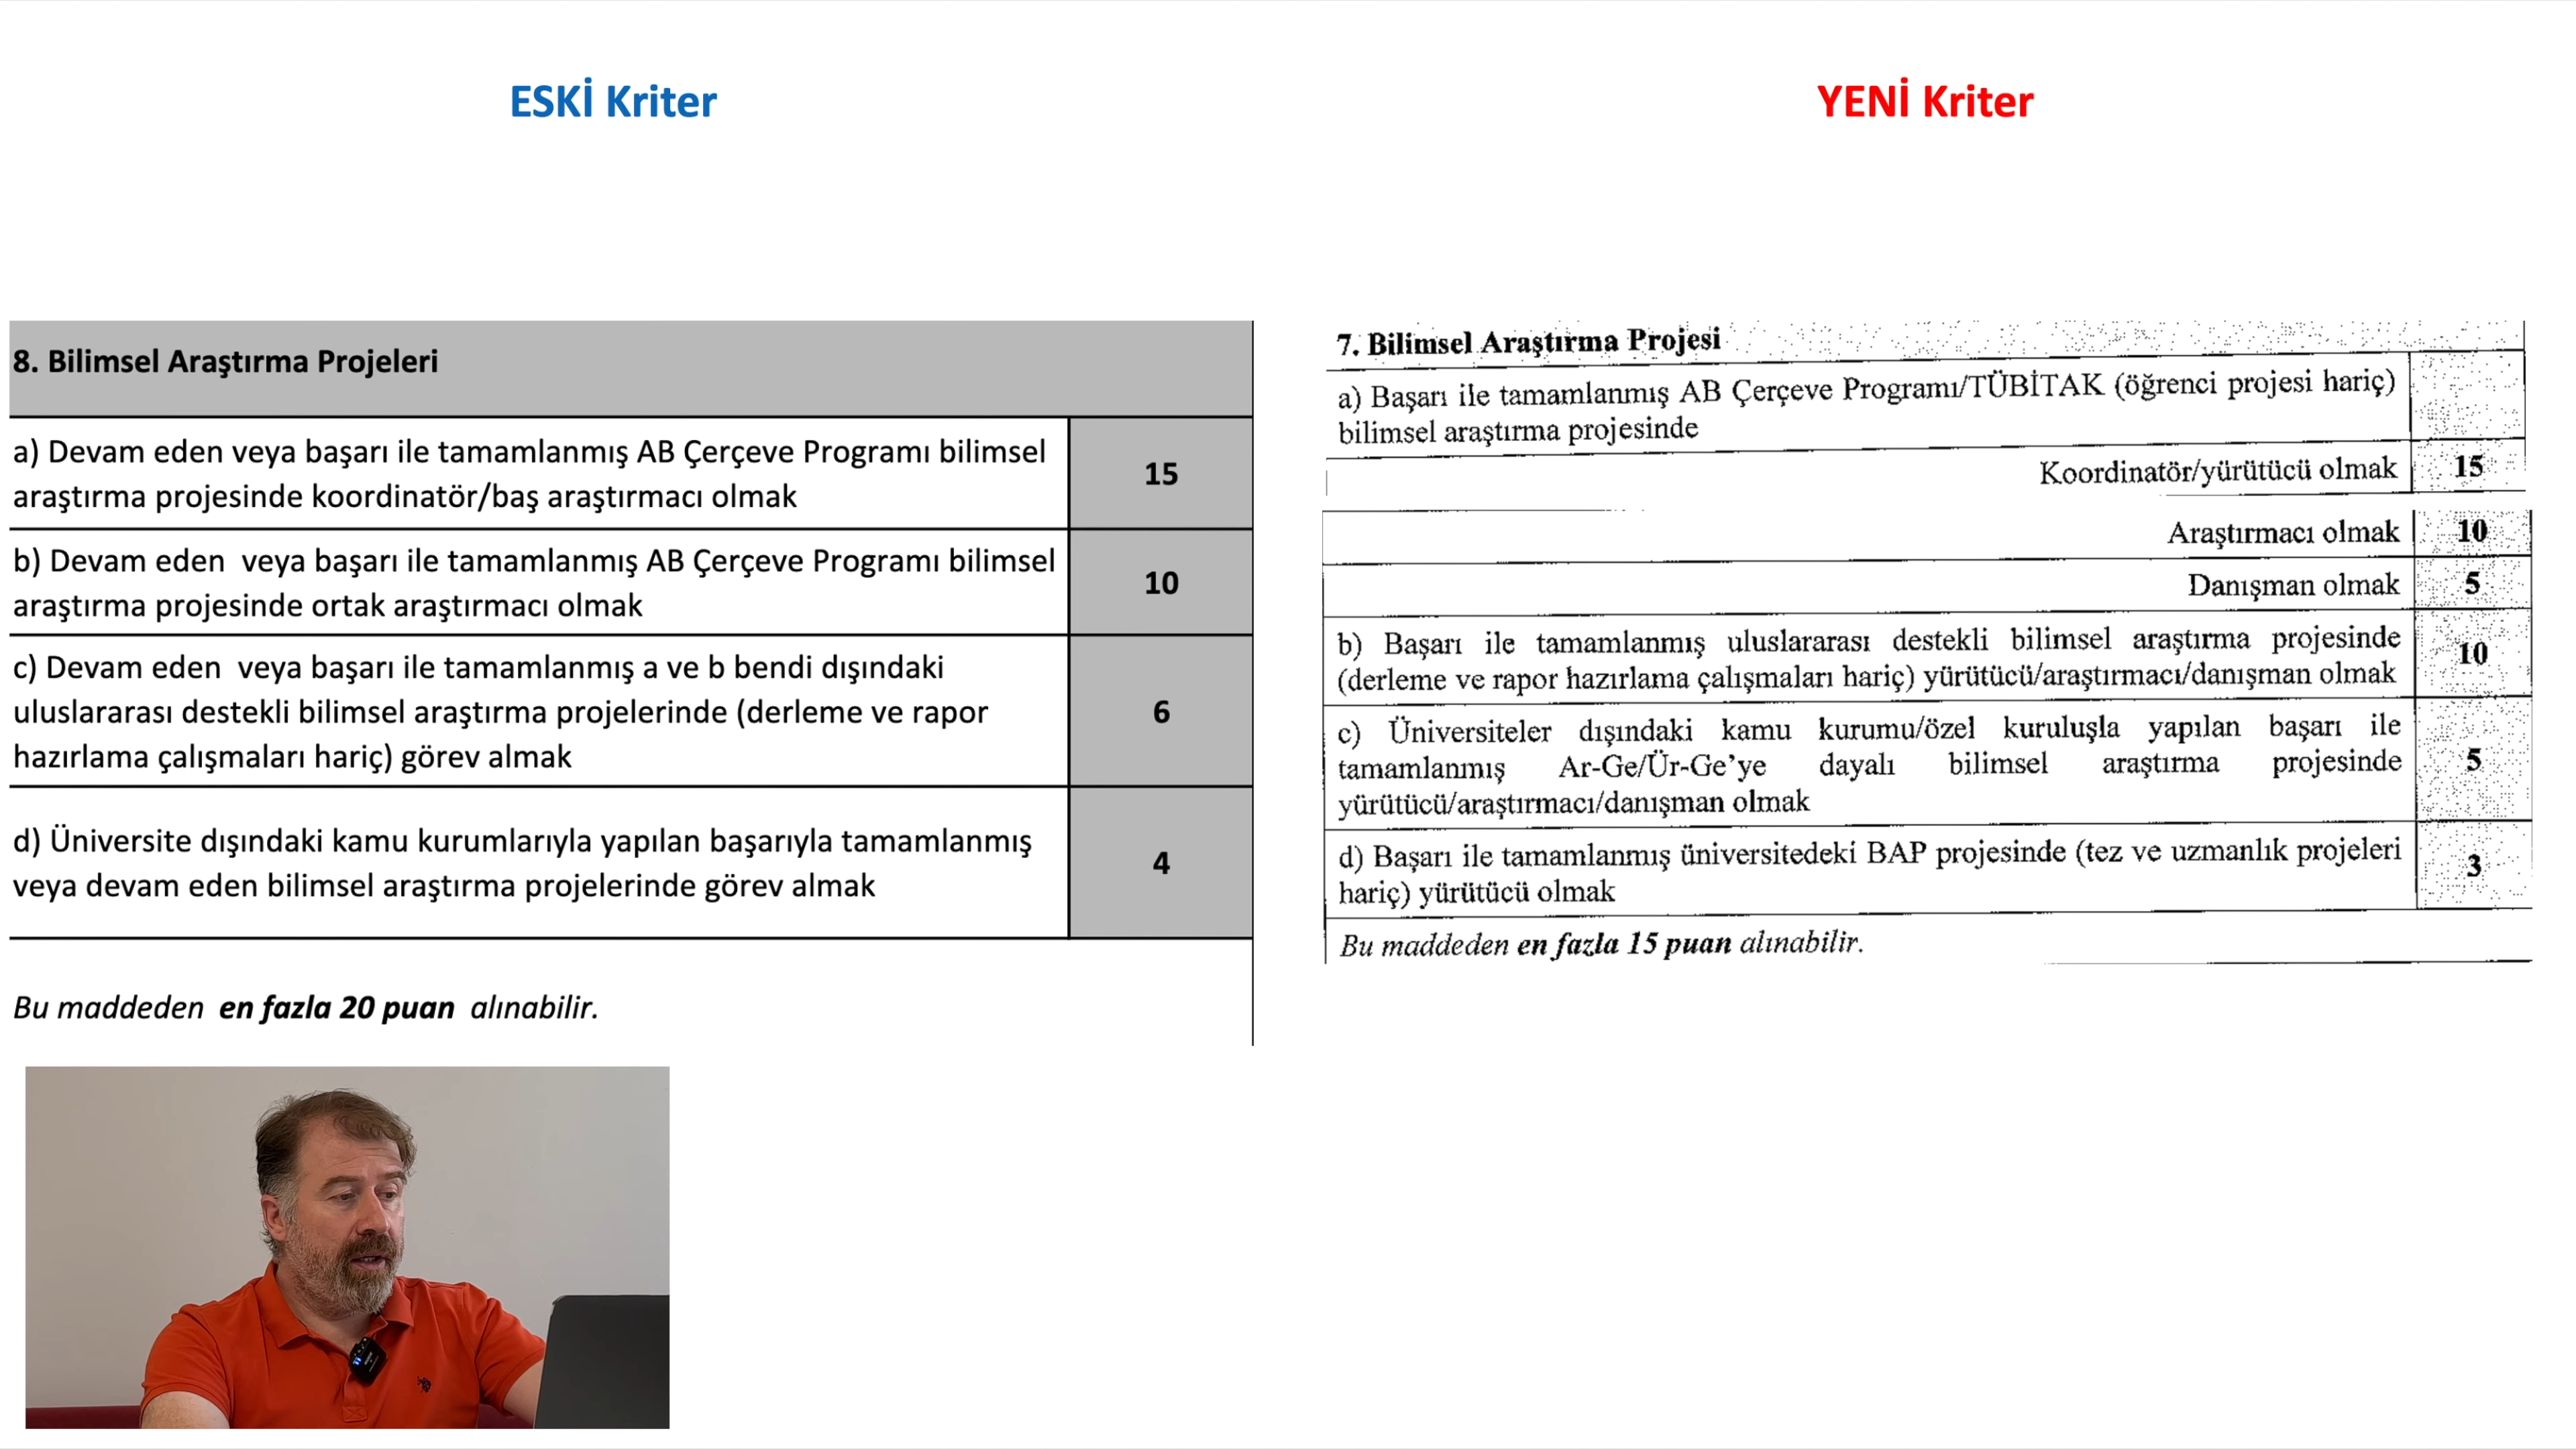 ESKİ Kriter
8. Bilimsel Araştırma Projeleri
a) Devam eden veya başarı ile tamamlanmış AB Çerçeve Programı bilimsel
araştırma projesinde koordinatör/baş araştırmacı olmak
15
b) Devam eden veya başarı ile tamamlanmış AB Çerçeve Programı bilimsel
araştırma projesinde ortak araştırmacı olmak
10
c) Devam eden veya başarı ile tamamlanmış a ve b bendi dışındaki
uluslararası destekli bilimsel araştırma projelerinde (derleme ve rapor
hazırlama çalışmaları hariç) görev almak
6
d) Üniversite dışındaki kamu kurumlarıyla yapılan başarıyla tamamlanmış
veya devam eden bilimsel araştırma projelerinde görev almak
4
Bu maddeden en fazla 20 puan alınabilir.
YENİ Kriter
7. Bilimsel Araştırma Projesi
a) Başarı ile tamamlanmış AB Çerçeve Programı/TÜBİTAK (öğrenci projesi hariç)
bilimsel araştırma projesinde
Koordinatör/yürütücü olmak
15
Araştırmacı olmak
10
Danışman olmak
5
b) Başarı ile tamamlanmış uluslararası destekli bilimsel araştırma projesinde
(derleme ve rapor hazırlama çalışmaları hariç) yürütücü/araştırmacı/danışman olmak
10
c) Üniversiteler dışındaki kamu kurumu/özel kuruluşla yapılan başarı ile
tamamlanmış Ar-Ge/Ür-Ge'ye dayalı bilimsel araştırma projesinde
yürütücü/araştırmacı/danışman olmak
5
d) Başarı ile tamamlanmış üniversitedeki BAP projesinde (tez ve uzmanlık projeleri
hariç) yürütücü olmak
3
Bu maddeden en fazla 15 puan alınabilir.